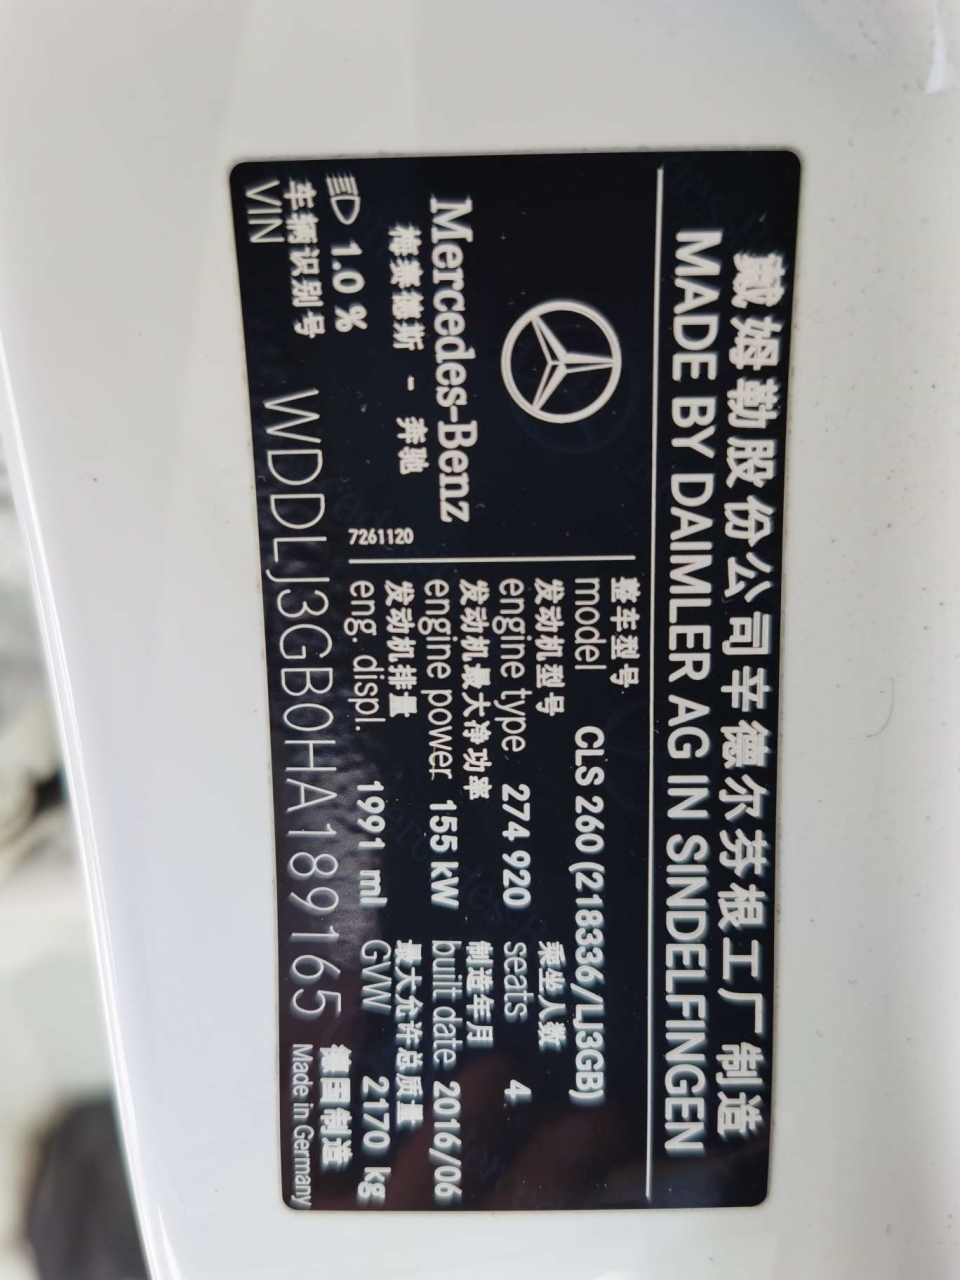 戴姆勒股份公司辛德尔芬根工厂制造
MADE BY DAIMLER AG IN SINDELFINGEN
Mercedes-Benz
梅赛德斯 - 奔驰
7261120
整车型号
model CLS 260 (218336/LJ3GB)
发动机型号 乘坐人数
engine type 274 920 seats 4
发动机最大净功率 制造年月
engine power 155 kW built date 2016/06
发动机排量 最大允许总质量
eng. displ. 1991 ml GVW 2170 kg
1.0 %
车辆识别号 德国制造
VIN WDDLJ3GB0HA189165 Made in Germany